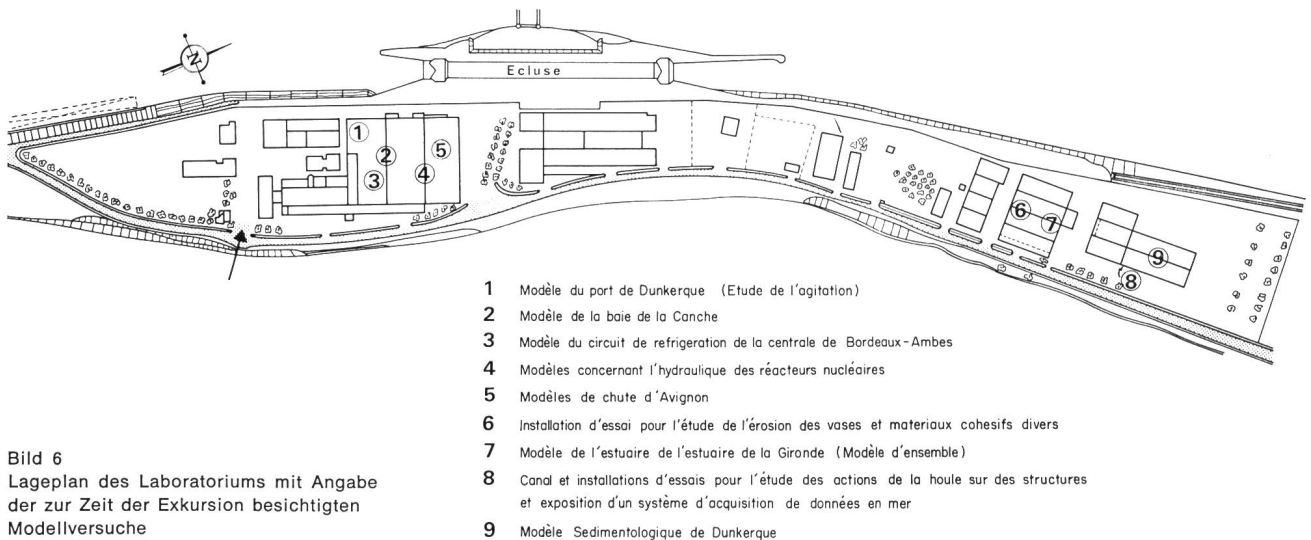 N
Ecluse
1
2
3
4
5
6
7
8
9
1 Modèle du port de Dunkerque (Etude de l'agitation)
2 Modèle de la baie de la Canche
3 Modèle du circuit de refrigeration de la centrale de Bordeaux-Ambes
4 Modèles concernant l'hydraulique des réacteurs nucléaires
5 Modèles de chute d'Avignon
6 Installation d'essai pour l'étude de l'érosion des vases et materiaux cohesifs divers
7 Modèle de l'estuaire de l'estuaire de la Gironde (Modèle d'ensemble)
8 Canal et installations d'essais pour l'étude des actions de la houle sur des structures
et exposition d'un système d'acquisition de données en mer
9 Modèle Sedimentologique de Dunkerque
Bild 6
Lageplan des Laboratoriums mit Angabe
der zur Zeit der Exkursion besichtigten
Modellversuche